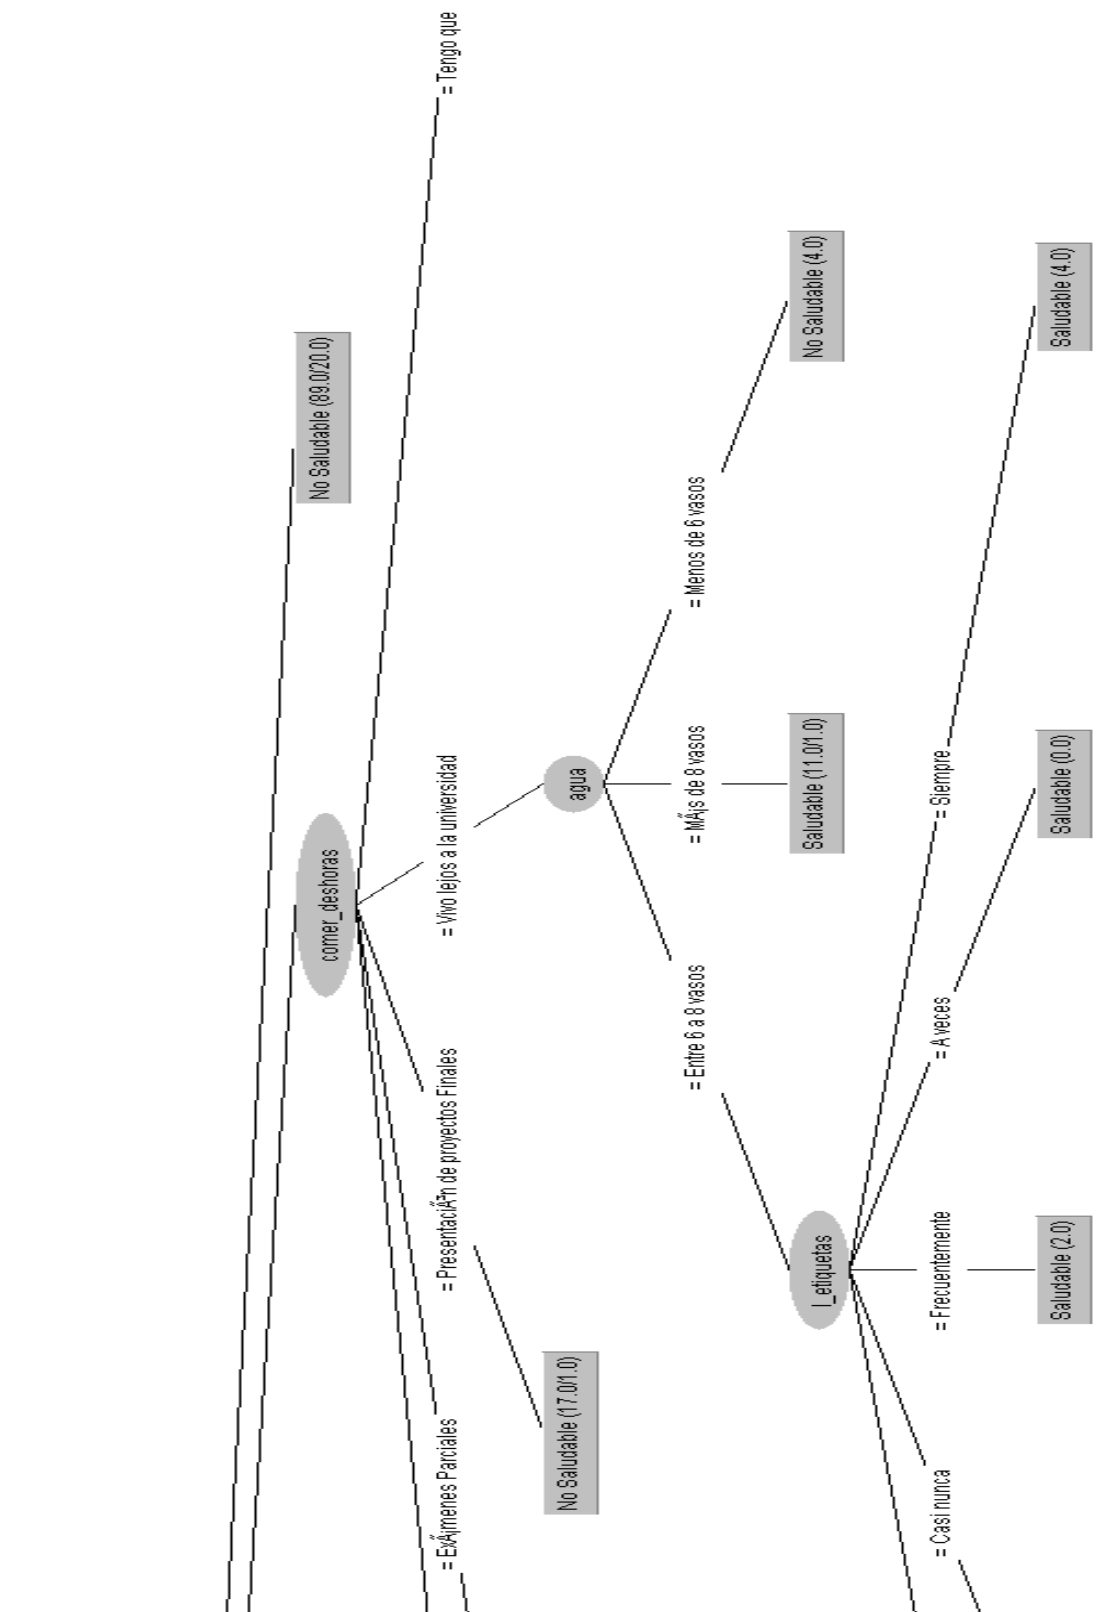 No Saludable (89.0/20.0)
comer_deshoras
= ExÃ¡menes Parciales
= PresentaciÃ³n de proyectos Finales
= Vivo lejos a la universidad
= Tengo que
No Saludable (17.0/1.0)
agua
= Entre 6 a 8 vasos
= MÃ¡s de 8 vasos
= Menos de 6 vasos
l_etiquetas
Saludable (11.0/1.0)
No Saludable (4.0)
= Casi nunca
= Frecuentemente
= A veces
= Siempre
Saludable (2.0)
Saludable (0.0)
Saludable (4.0)